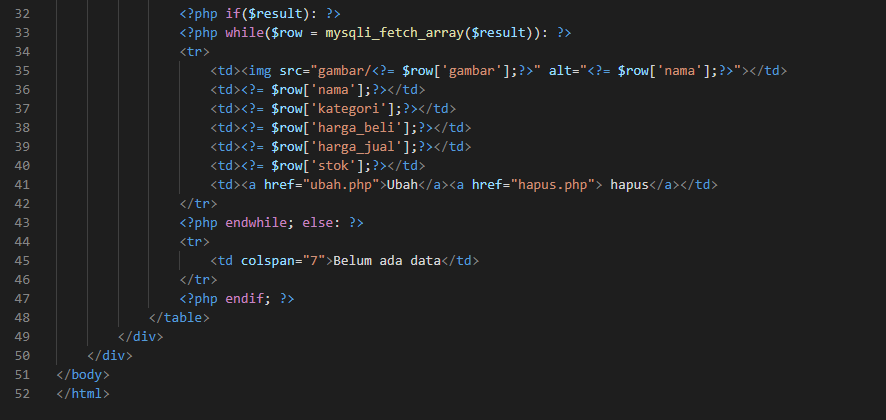 32 <?php if($result): ?>
33 <?php while($row = mysqli_fetch_array($result)): ?>
34 <tr>
35 <td><img src="gambar/<?= $row['gambar'];?>" alt="<?= $row['nama'];?>"></td>
36 <td><?= $row['nama'];?></td>
37 <td><?= $row['kategori'];?></td>
38 <td><?= $row['harga_beli'];?></td>
39 <td><?= $row['harga_jual'];?></td>
40 <td><?= $row['stok'];?></td>
41 <td><a href="ubah.php">Ubah</a><a href="hapus.php"> hapus</a></td>
42 </tr>
43 <?php endwhile; else: ?>
44 <tr>
45 <td colspan="7">Belum ada data</td>
46 </tr>
47 <?php endif; ?>
48 </table>
49 </div>
50 </div>
51 </body>
52 </html>